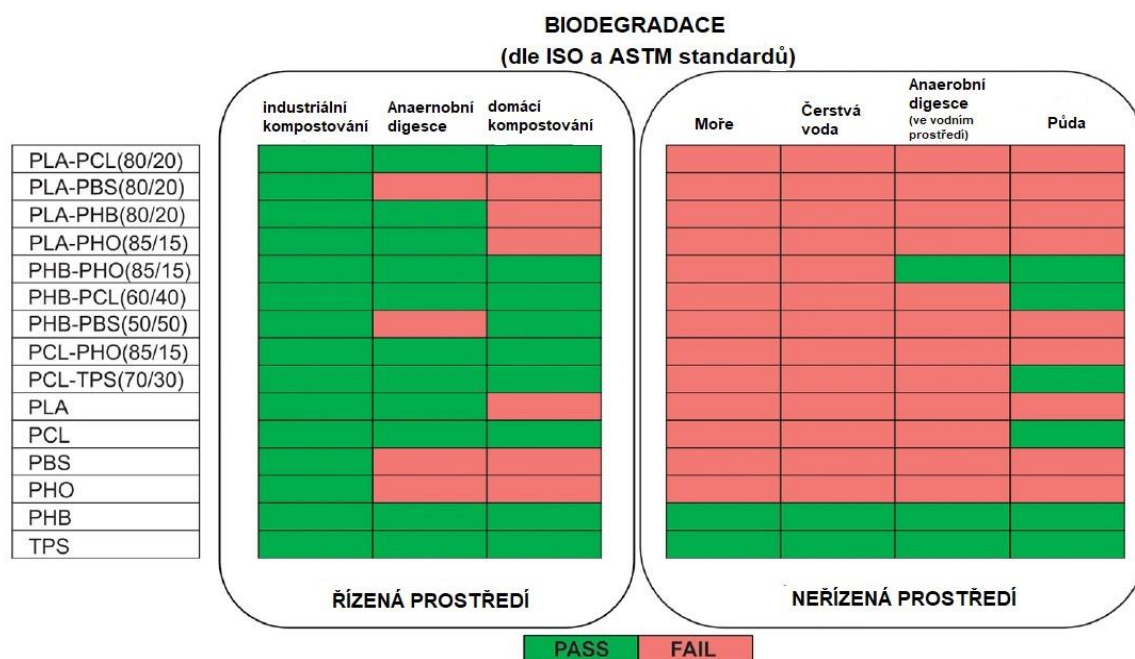 BIODEGRADACE
(dle ISO a ASTM standardů)
industriální
kompostování
Anaernobní
digesce
domácí
kompostování
Moře
Čerstvá
voda
Anaerobní
digesce
(ve vodním
prostředí)
Půda
PLA-PCL(80/20)
PLA-PBS(80/20)
PLA-PHB(80/20)
PLA-PHO(85/15)
PHB-PHO(85/15)
PHB-PCL(60/40)
PHB-PBS(50/50)
PCL-PHO(85/15)
PCL-TPS(70/30)
PLA
PCL
PBS
PHO
PHB
TPS
ŘÍZENÁ PROSTŘEDÍ
NEŘÍZENÁ PROSTŘEDÍ
PASS
FAIL